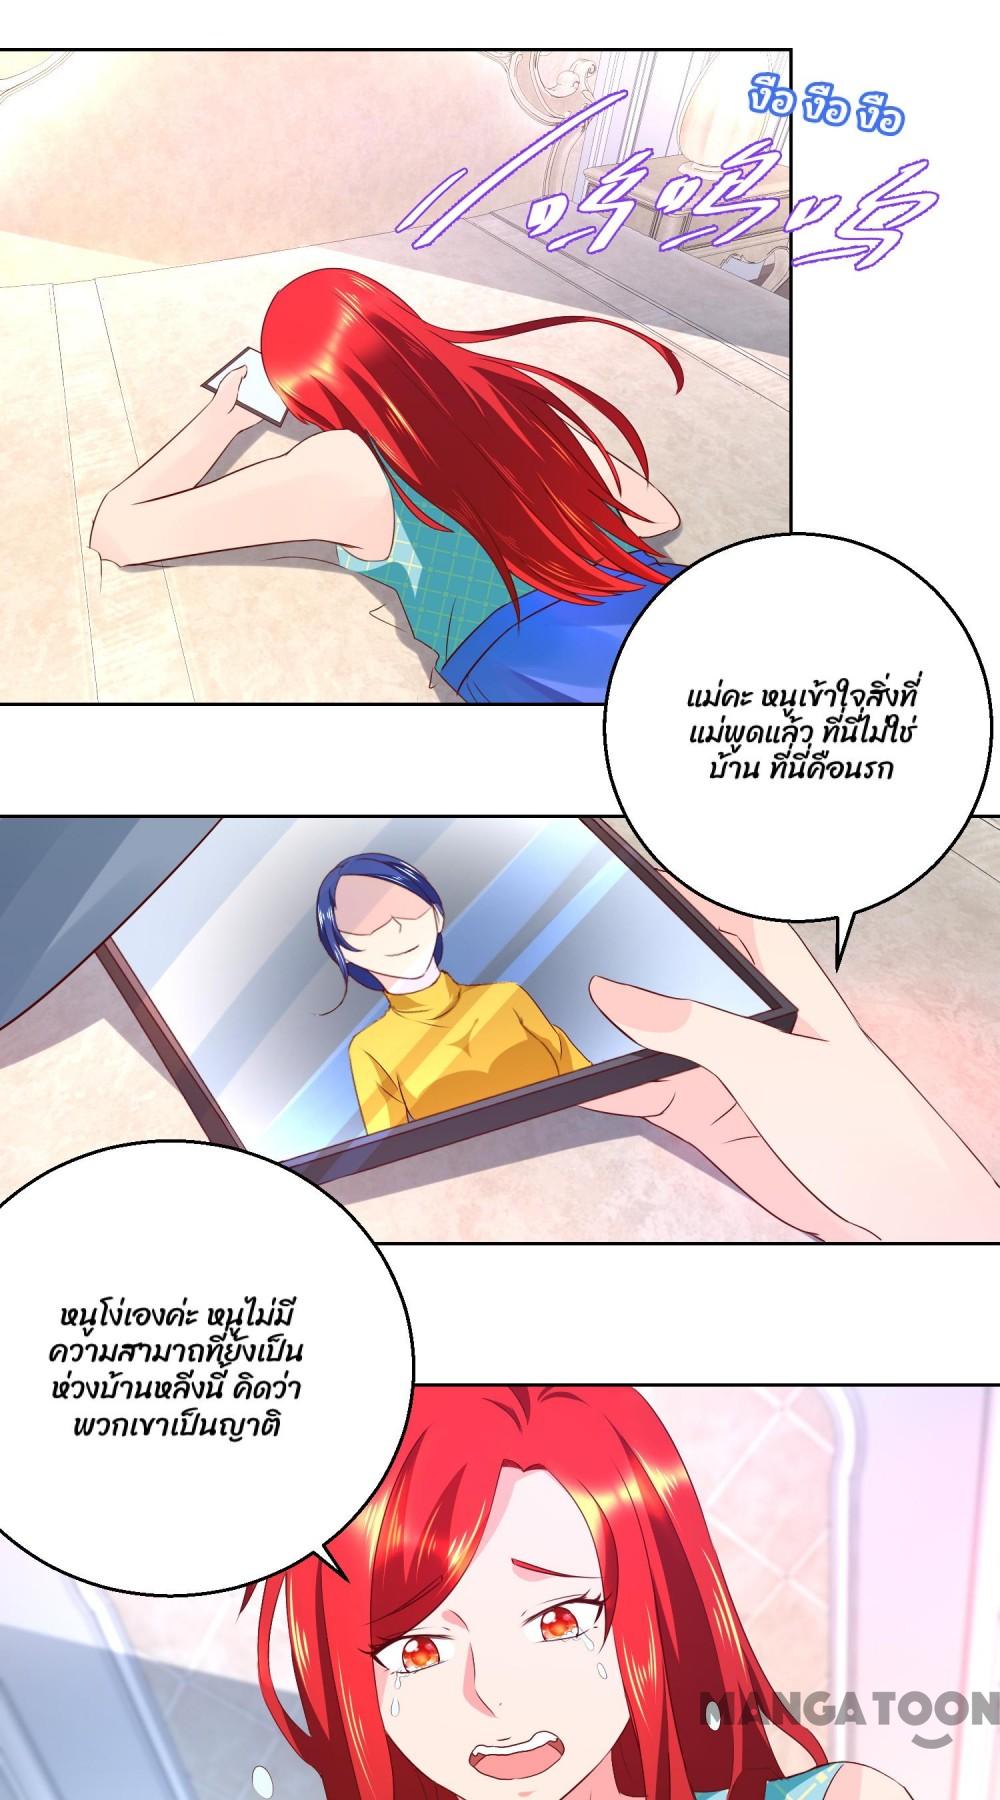 งือ งือ งือ
呜呜呜呜
แม่คะ หนูเข้าใจสิ่งที่
แม่พูดแล้ว ที่นี่ไม่ใช่
บ้าน ที่นี่คือนรก
หนูโง่เองค่ะ หนูไม่มี
ความสามาถที่ยังเป็น
ห่วงบ้านหลีงนี้ คิดว่า
พวกเขาเป็นญาติ
MANGATOON